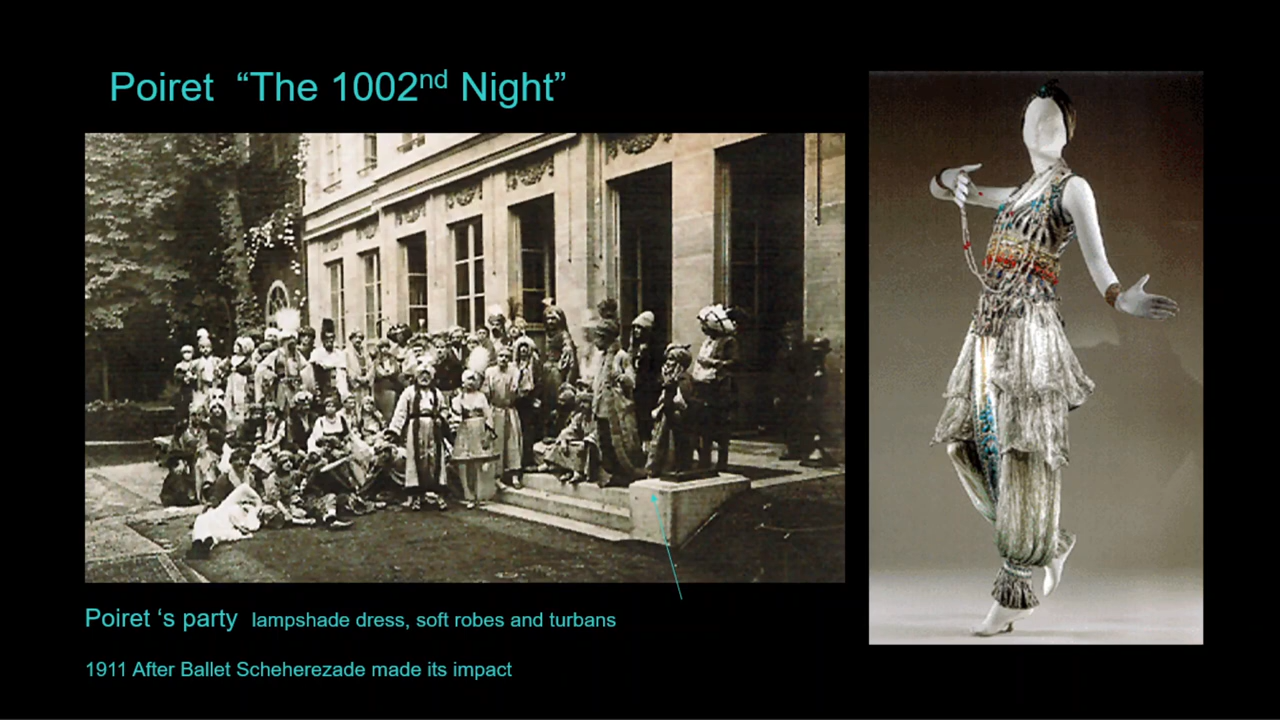 Poiret “The 1002nd Night”
Poiret ‘s party lampshade dress, soft robes and turbans
1911 After Ballet Scheherezade made its impact